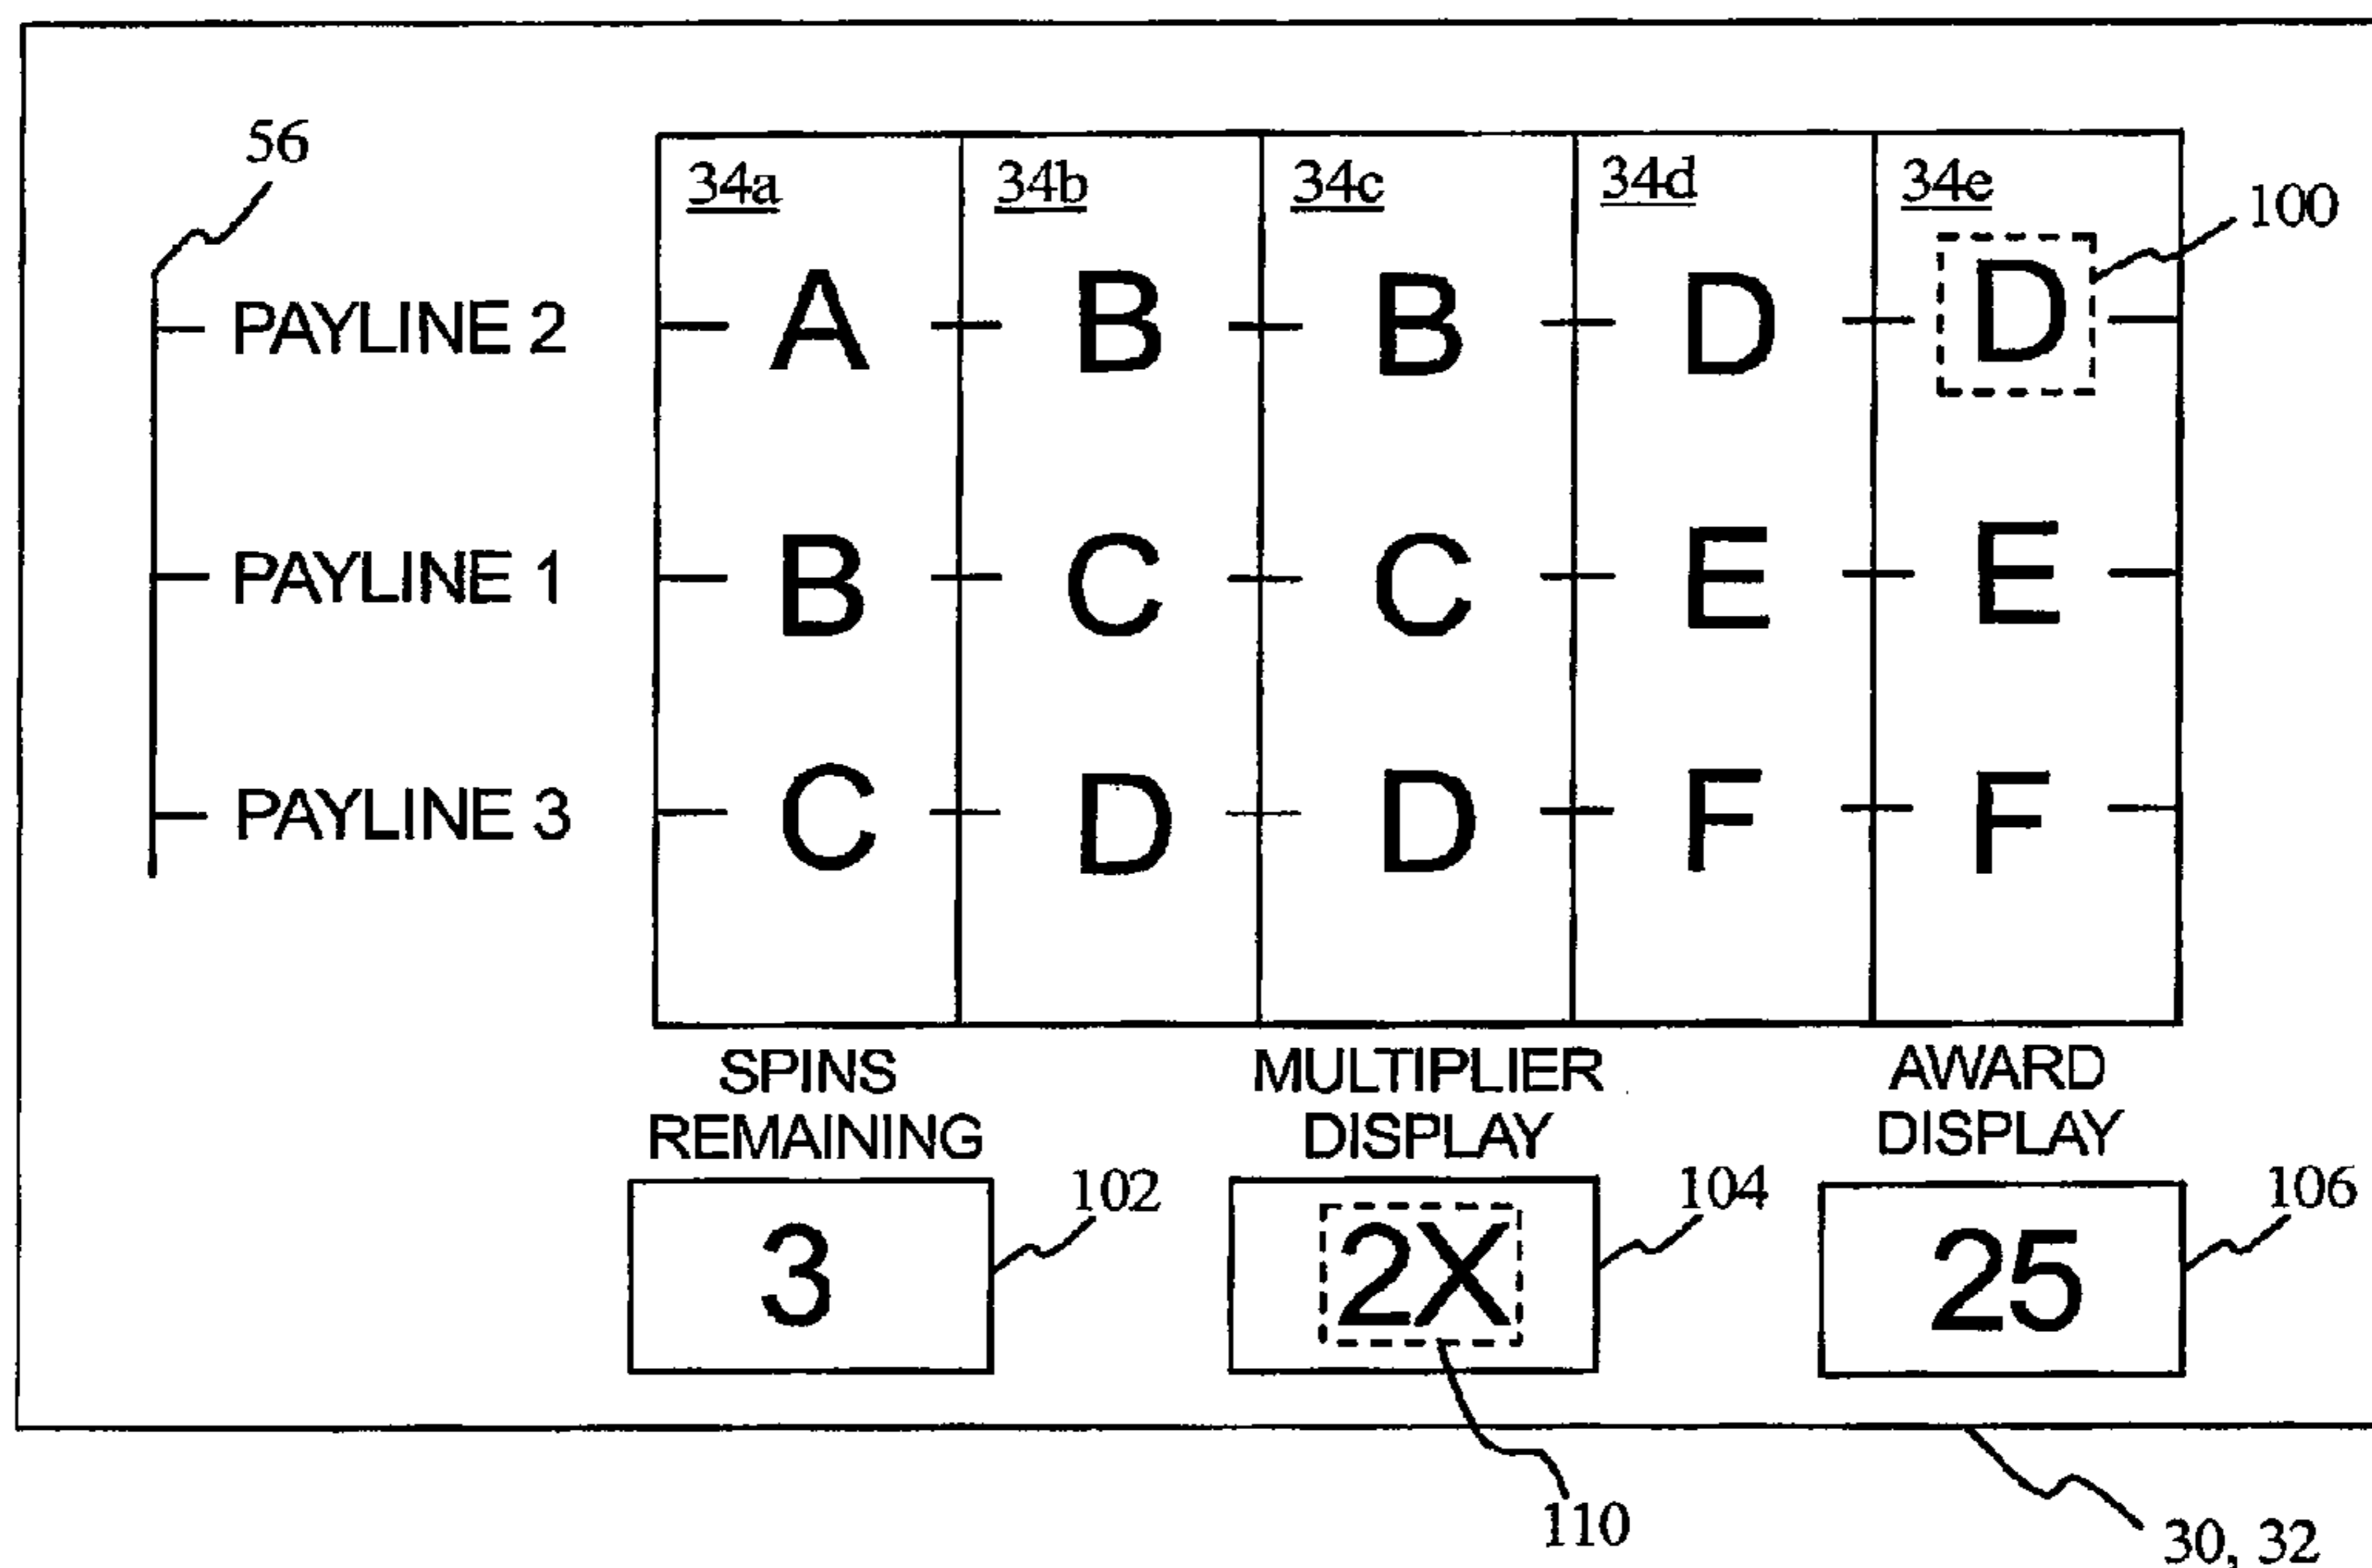 56
34a 34b 34c 34d 34e
100
PAYLINE 2 A B B D D
PAYLINE 1 B C C E E
PAYLINE 3 C D D F F
SPINS MULTIPLIER AWARD
REMAINING DISPLAY DISPLAY
102 104 106
3 2X 25
110
30, 32